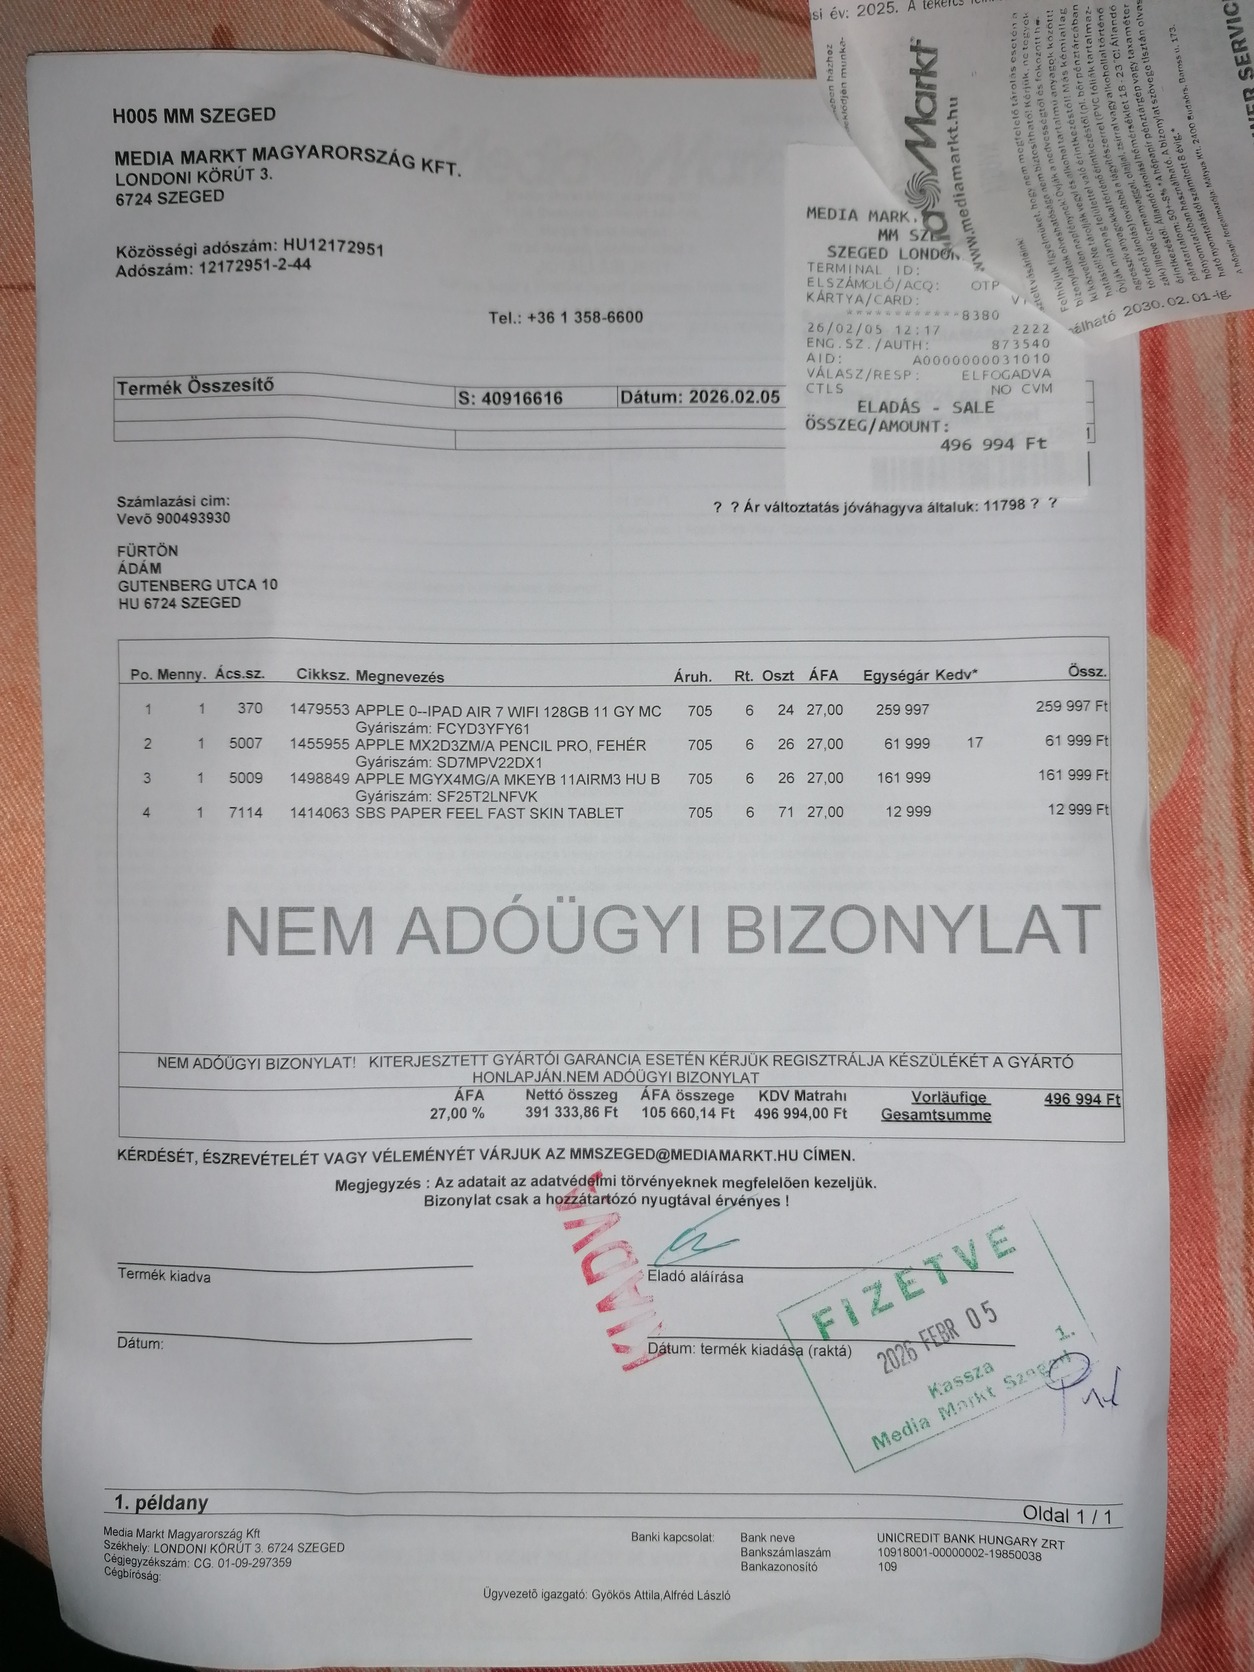 H005 MM SZEGED
MEDIA MARKT MAGYARORSZÁG KFT.
LONDONI KÖRÚT 3.
6724 SZEGED
Közösségi adószám: HU12172951
Adószám: 12172951-2-44
Tel.: +36 1 358-6600
Termék Összesítő S: 40916616 Dátum: 2026.02.05
si év: 2025. A tekercs
Markt
www.mediamarkt.hu
álható 2030.02.01-ig.
MEDIA MARK.
MM SZE
SZEGED LONDON
TERMINAL ID:
ELSZÁMOLÓ/ACQ: OTP
KÁRTYA/CARD:
************8380
26/02/05 12:17 2222
ENG.SZ./AUTH: 873540
AID: A0000000031010
VÁLASZ/RESP: ELFOGADVA
CTLS NO CVM
ELADÁS - SALE
ÖSSZEG/AMOUNT:
496 994 Ft
Számlazási cim:
Vevő 900493930
? ? Ár változtatás jóváhagyva általuk: 11798 ? ?
FÜRTÖN
ÁDÁM
GUTENBERG UTCA 10
HU 6724 SZEGED
Po. Menny. Ács.sz. Cikksz. Megnevezés Áruh. Rt. Oszt ÁFA Egységár Kedv* Össz.
1 1 370 1479553 APPLE 0--IPAD AIR 7 WIFI 128GB 11 GY MC 705 6 24 27,00 259 997 259 997 Ft
Gyáriszám: FCYD3YFY61
2 1 5007 1455955 APPLE MX2D3ZM/A PENCIL PRO, FEHÉR 705 6 26 27,00 61 999 17 61 999 Ft
Gyáriszám: SD7MPV22DX1
3 1 5009 1498849 APPLE MGYX4MG/A MKEYB 11AIRM3 HU B 705 6 26 27,00 161 999 161 999 Ft
Gyáriszám: SF25T2LNFVK
4 1 7114 1414063 SBS PAPER FEEL FAST SKIN TABLET 705 6 71 27,00 12 999 12 999 Ft
NEM ADÓÜGYI BIZONYLAT
NEM ADÓÜGYI BIZONYLAT! KITERJESZTETT GYÁRTÓI GARANCIA ESETÉN KÉRJÜK REGISZTRÁLJA KÉSZÜLÉKÉT A GYÁRTÓ
HONLAPJÁN.NEM ADÓÜGYI BIZONYLAT
ÁFA Nettó összeg ÁFA összege KDV Matrahı Vorläufige 496 994 Ft
27,00 % 391 333,86 Ft 105 660,14 Ft 496 994,00 Ft Gesamtsumme
KÉRDÉSÉT, ÉSZREVÉTELÉT VAGY VÉLEMÉNYÉT VÁRJUK AZ MMSZEGED@MEDIAMARKT.HU CÍMEN.
Megjegyzés : Az adatait az adatvédelmi törvényeknek megfelelően kezeljük.
Bizonylat csak a hozzátartózó nyugtával érvényes !
KIADVA
Termék kiadva Eladó aláírása
Dátum: Dátum: termék kiadása (raktá)
FIZETVE
2026 FEBR 05
1.
Kassza
Media Markt Szeged
1. példany Oldal 1 / 1
Media Markt Magyarország Kft
Székhely: LONDONI KÖRÚT 3. 6724 SZEGED
Cégjegyzékszám: CG. 01-09-297359
Cégbíróság:
Banki kapcsolat: Bank neve UNICREDIT BANK HUNGARY ZRT
Bankszámlaszám 10918001-00000002-19850038
Bankazonosító 109
Ügyvezető igazgató: Gyökös Attila,Alfréd László